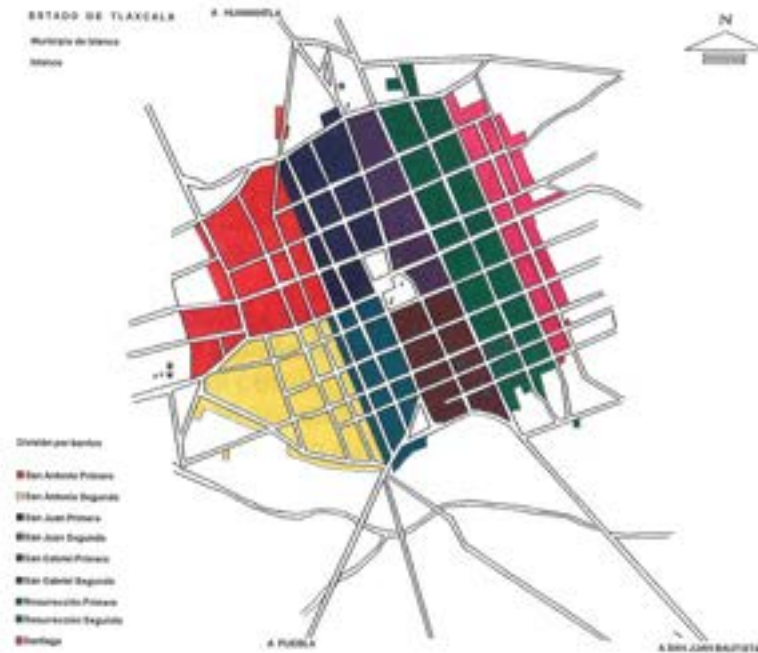 ESTADO DE TLAXCALA
A HUAMANTLA
N
Municipio de Ixtenco
Ixtenco
División por barrios
San Antonio Primero
San Antonio Segundo
San Juan Primero
San Juan Segundo
San Gabriel Primero
San Gabriel Segundo
Resurrección Primero
Resurrección Segundo
Santiago
A PUEBLA
A SAN JUAN BAUTISTA